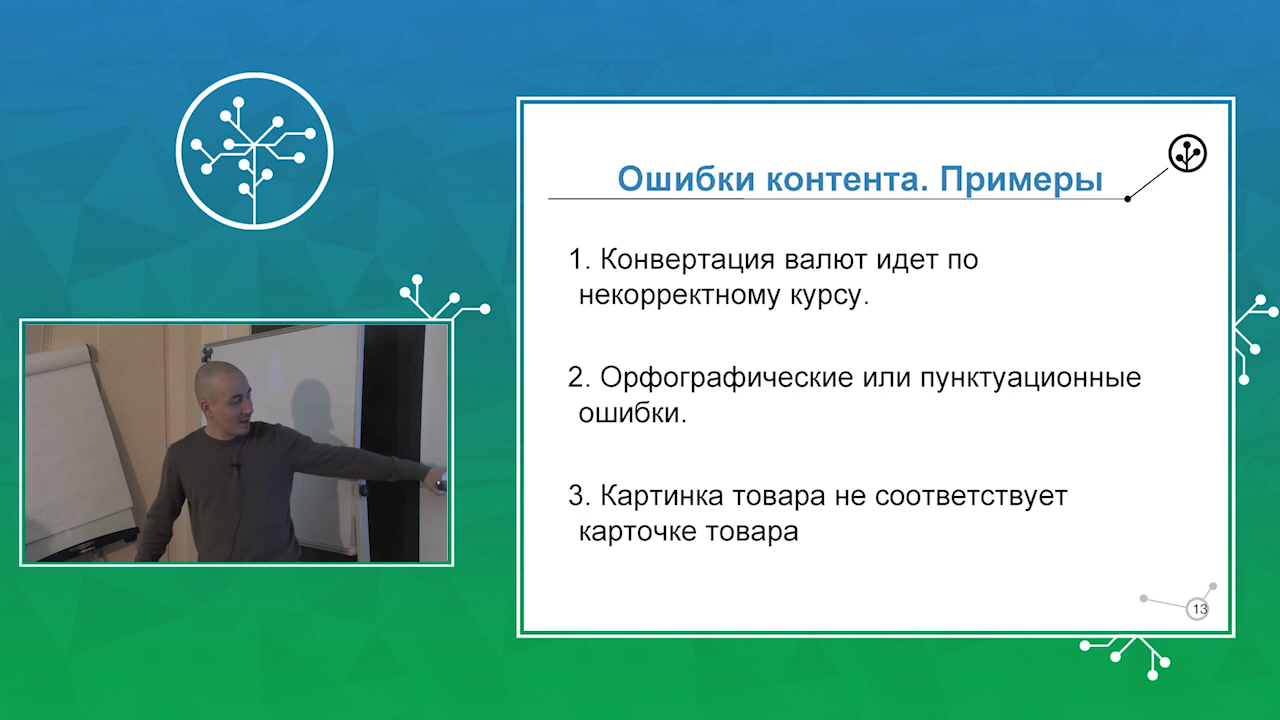 Ошибки контента. Примеры
1. Конвертация валют идет по
некорректному курсу.
2. Орфографические или пунктуационные
ошибки.
3. Картинка товара не соответствует
карточке товара
13